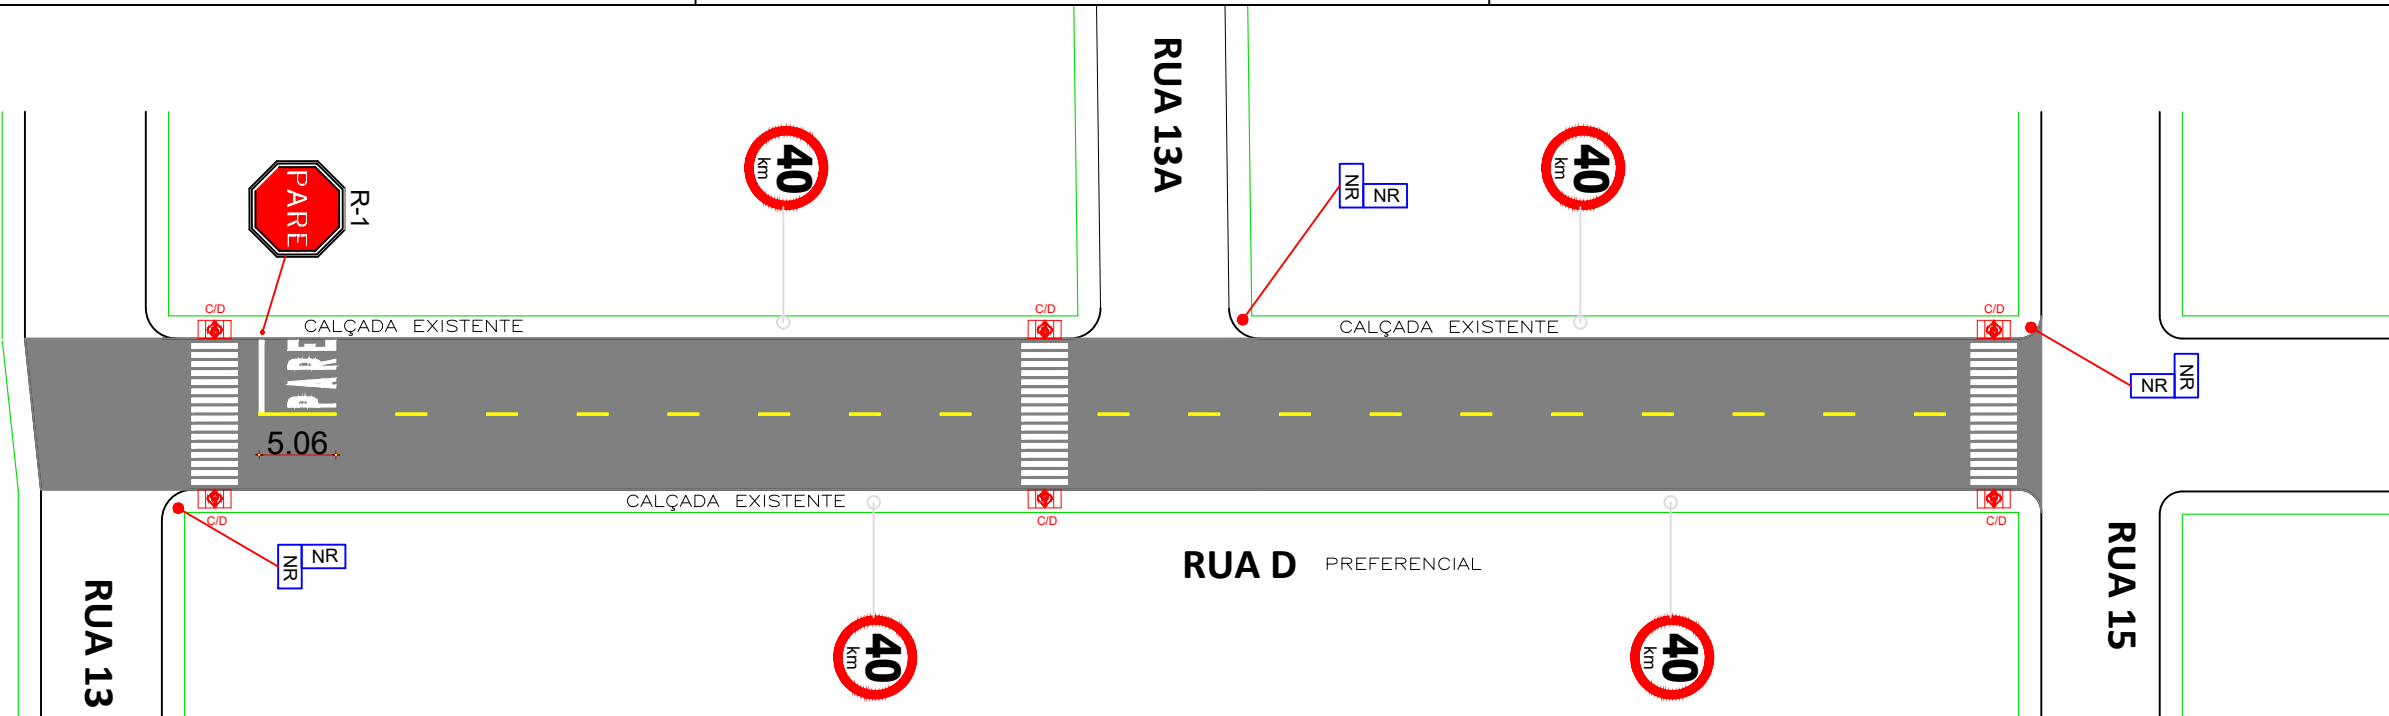 RUA 13A
40
km
40
km
NR
NR
PARE
R-1
C/D
C/D
C/D
CALÇADA EXISTENTE
CALÇADA EXISTENTE
PARE
NR
NR
5.06
CALÇADA EXISTENTE
C/D
C/D
C/D
NR
NR
RUA D PREFERENCIAL
RUA 15
RUA 13
40
km
40
km